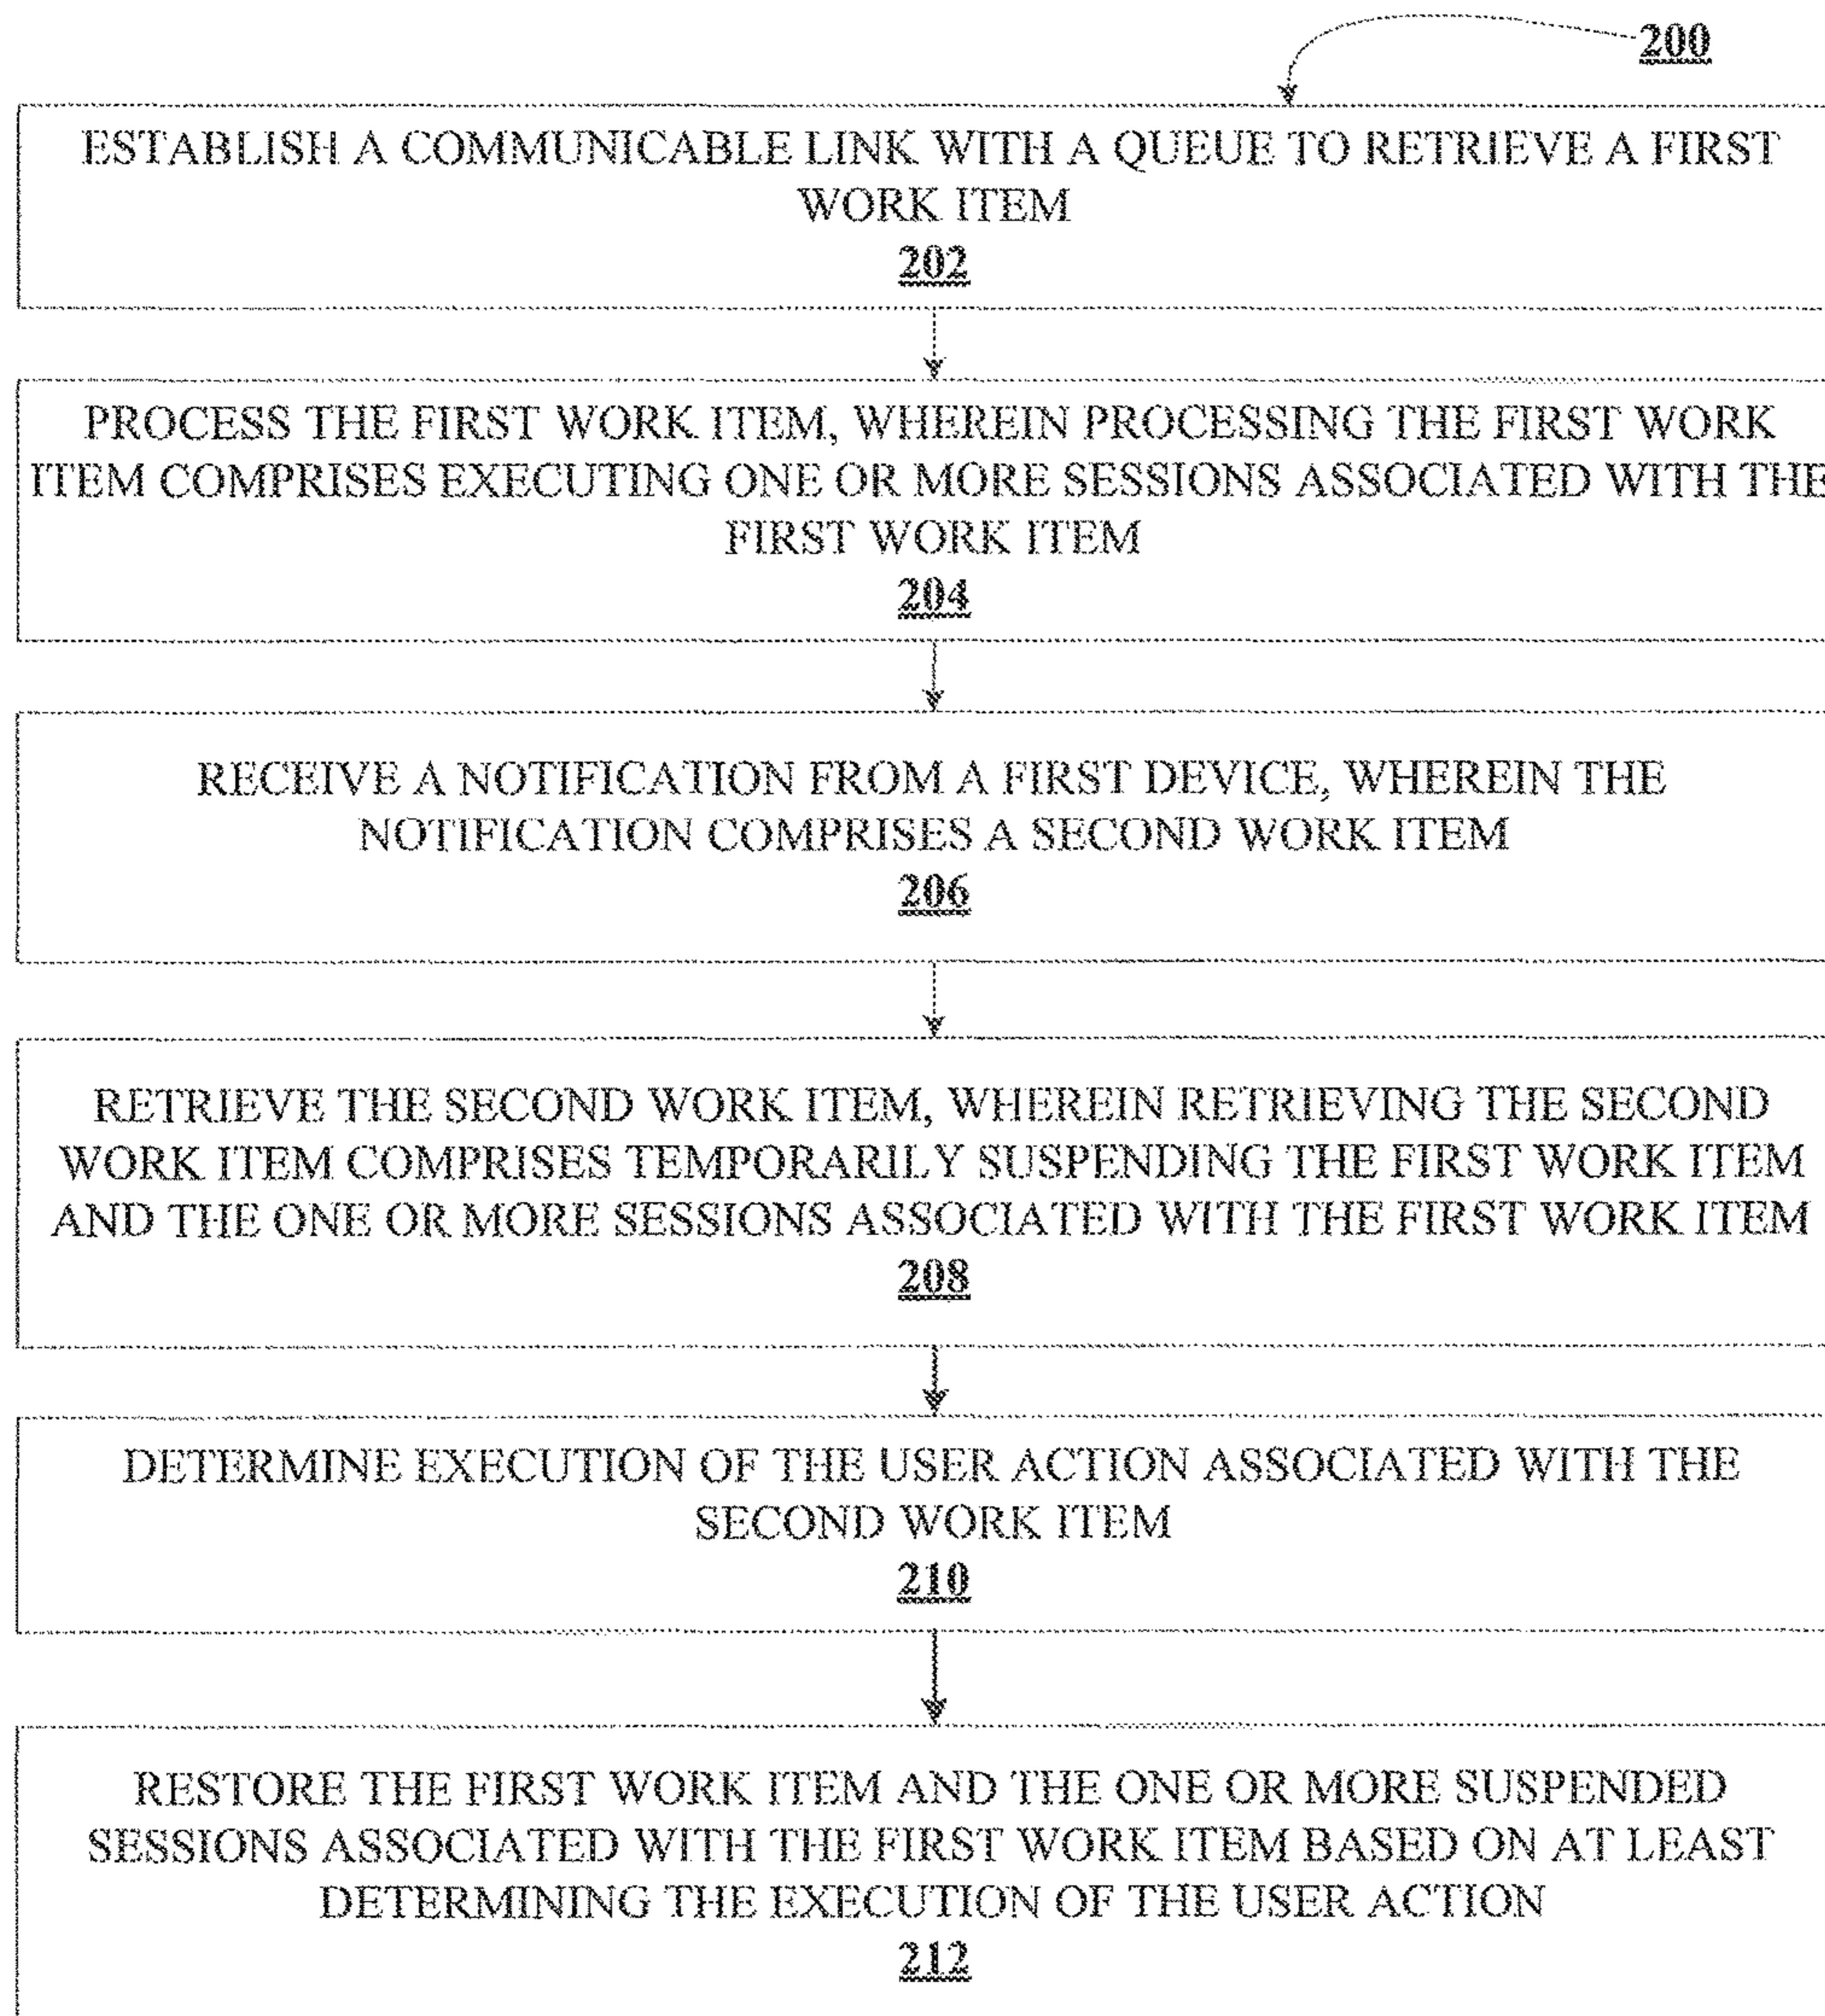 200
ESTABLISH A COMMUNICABLE LINK WITH A QUEUE TO RETRIEVE A FIRST
WORK ITEM
202
PROCESS THE FIRST WORK ITEM, WHEREIN PROCESSING THE FIRST WORK
ITEM COMPRISES EXECUTING ONE OR MORE SESSIONS ASSOCIATED WITH THE
FIRST WORK ITEM
204
RECEIVE A NOTIFICATION FROM A FIRST DEVICE, WHEREIN THE
NOTIFICATION COMPRISES A SECOND WORK ITEM
206
RETRIEVE THE SECOND WORK ITEM, WHEREIN RETRIEVING THE SECOND
WORK ITEM COMPRISES TEMPORARILY SUSPENDING THE FIRST WORK ITEM
AND THE ONE OR MORE SESSIONS ASSOCIATED WITH THE FIRST WORK ITEM
208
DETERMINE EXECUTION OF THE USER ACTION ASSOCIATED WITH THE
SECOND WORK ITEM
210
RESTORE THE FIRST WORK ITEM AND THE ONE OR MORE SUSPENDED
SESSIONS ASSOCIATED WITH THE FIRST WORK ITEM BASED ON AT LEAST
DETERMINING THE EXECUTION OF THE USER ACTION
212